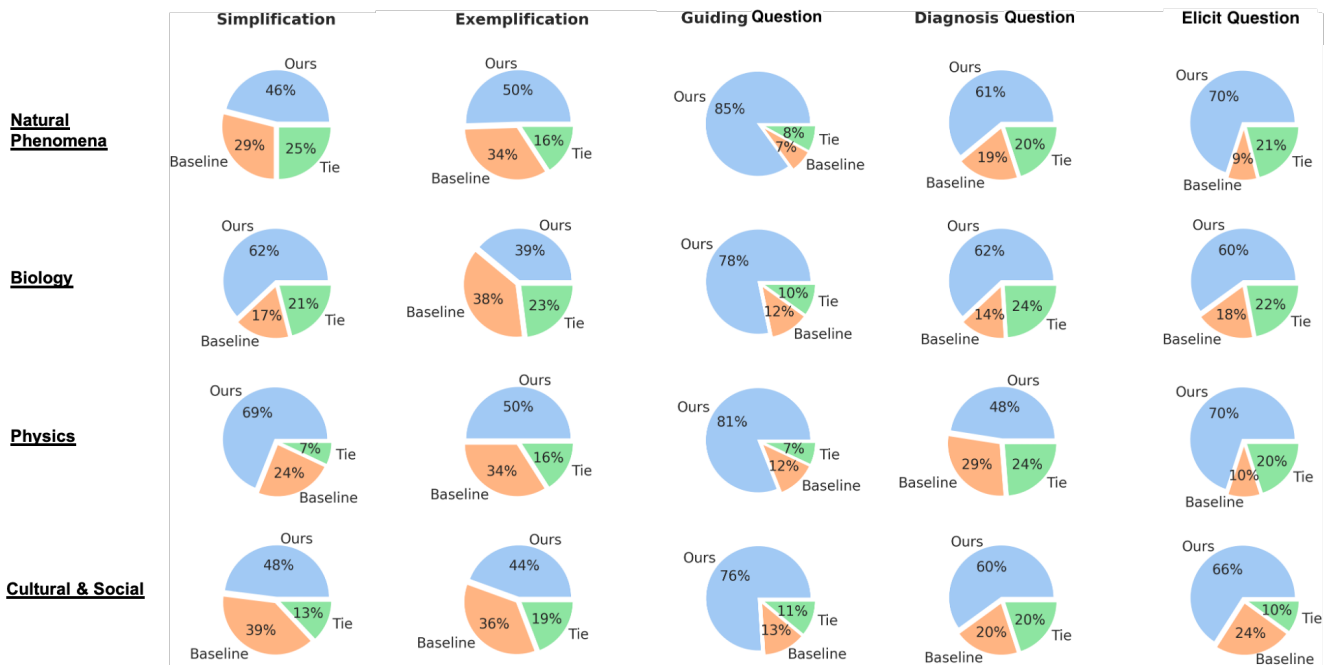 Simplification Exemplification Guiding Question Diagnosis Question Elicit Question
Natural
Phenomena
Ours 46% Baseline 29% 25% Tie
Ours 50% Baseline 34% 16% Tie
Ours 85% 7% Baseline 8% Tie
Ours 61% Baseline 19% 20% Tie
Ours 70% Baseline 9% 21% Tie
Biology
Ours 62% Baseline 17% 21% Tie
Ours 39% Baseline 38% 23% Tie
Ours 78% 12% Baseline 10% Tie
Ours 62% Baseline 14% 24% Tie
Ours 60% Baseline 18% 22% Tie
Physics
Ours 69% 24% Baseline 7% Tie
Ours 50% Baseline 34% 16% Tie
Ours 81% 12% Baseline 7% Tie
Ours 48% Baseline 29% 24% Tie
Ours 70% Baseline 10% 20% Tie
Cultural & Social
Ours 48% Baseline 39% 13% Tie
Ours 44% Baseline 36% 19% Tie
Ours 76% 13% Baseline 11% Tie
Ours 60% Baseline 20% 20% Tie
Ours 66% 24% Baseline 10% Tie